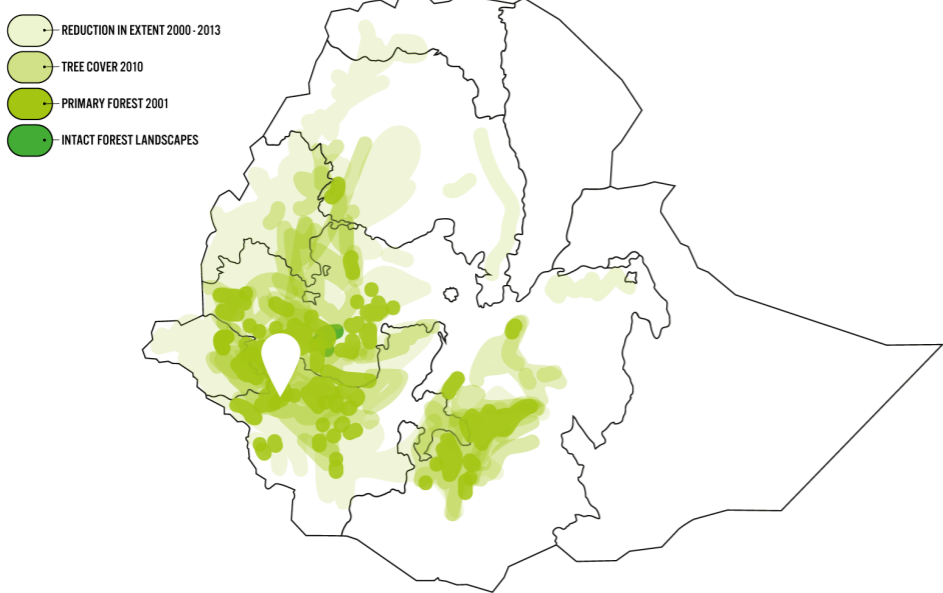 REDUCTION IN EXTENT 2000 - 2013
TREE COVER 2010
PRIMARY FOREST 2001
INTACT FOREST LANDSCAPES